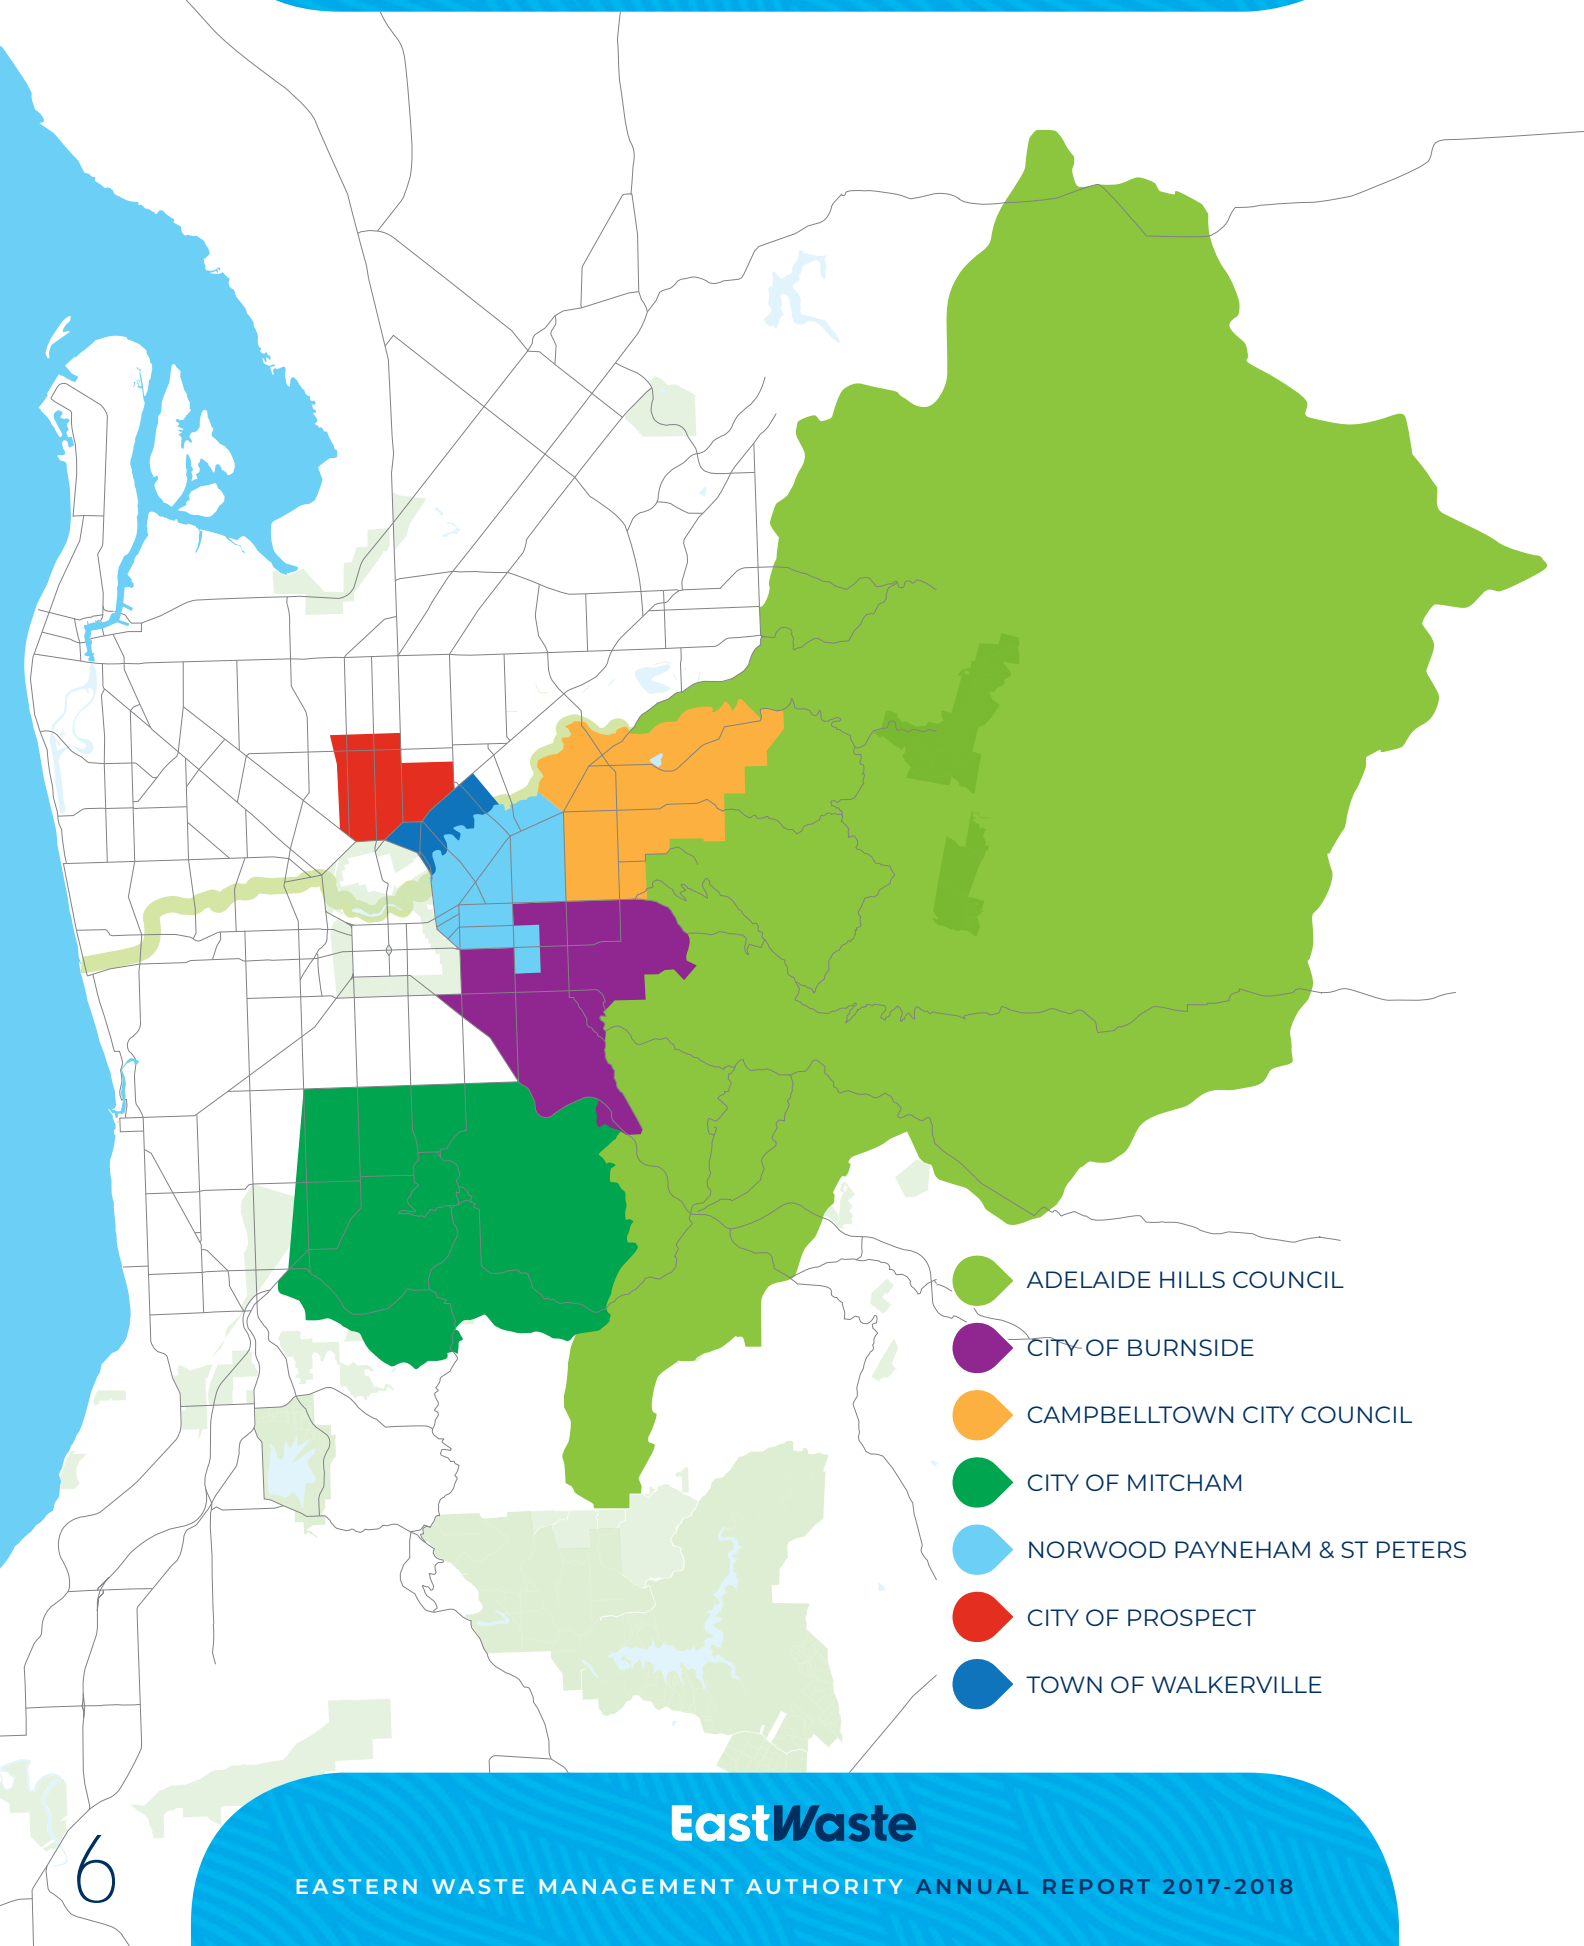 ADELAIDE HILLS COUNCIL
CITY OF BURNSIDE
CAMPBELLTOWN CITY COUNCIL
CITY OF MITCHAM
NORWOOD PAYNEHAM & ST PETERS
CITY OF PROSPECT
TOWN OF WALKERVILLE
EastWaste
EASTERN WASTE MANAGEMENT AUTHORITY ANNUAL REPORT 2017-2018
6